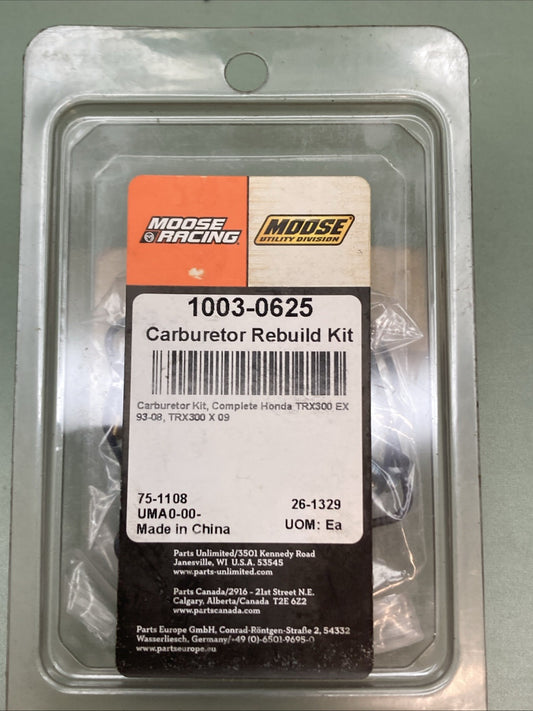 MOOSE
RACING
MOOSE
UTILITY DIVISION
1003-0625
Carburetor Rebuild Kit
Carburetor Kit, Complete Honda TRX300 EX
93-08, TRX300 X 09
75-1108
26-1329
UMA0-00-
Made in China
UOM: Ea
Parts Unlimited/3501 Kennedy Road
Janesville, WI U.S.A. 53545
www.parts-unlimited.com
Parts Canada/2916 - 21st Street N.E.
Calgary, Alberta/Canada T2E 6Z2
www.partscanada.com
Parts Europe GmbH, Conrad-Röntgen-Straße 2, 54332
Wasserliesch, Germany/+49 (0)-6501-9695-0
www.partseurope.eu